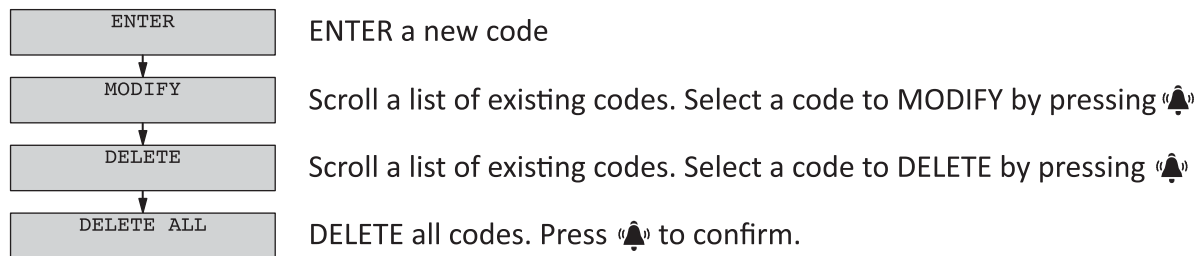 ENTER
ENTER a new code
MODIFY
Scroll a list of existing codes. Select a code to MODIFY by pressing
DELETE
Scroll a list of existing codes. Select a code to DELETE by pressing
DELETE ALL
DELETE all codes. Press to confirm.